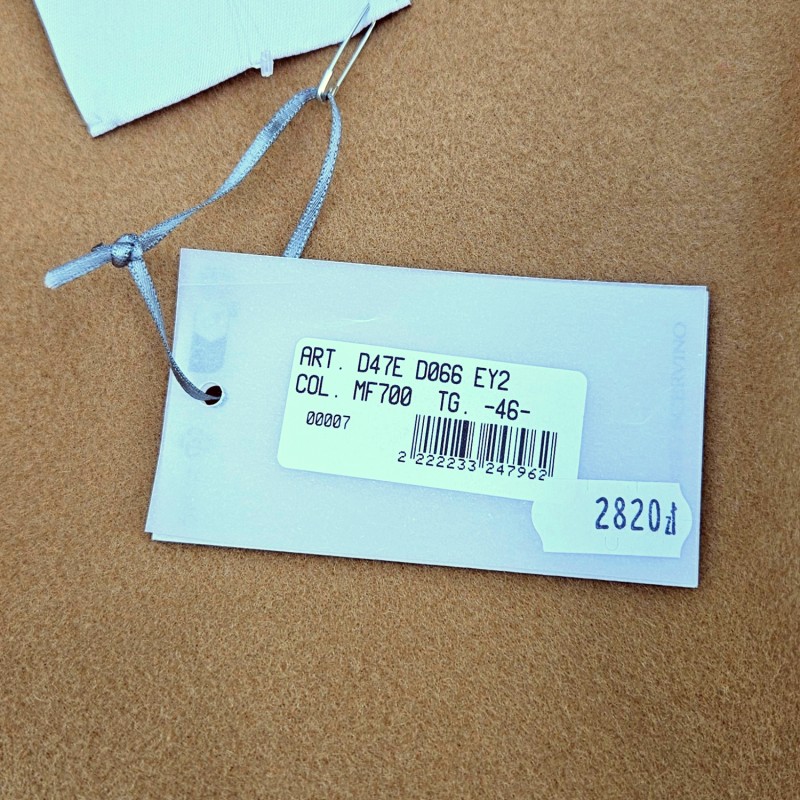 ART. D47E D066 EY2
COL. MF700 TG. -46-
00007
2 222233 247962
2820zł